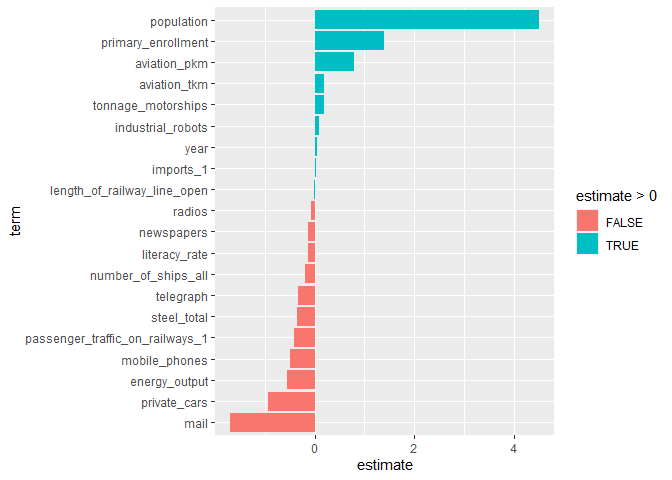 population
primary_enrollment
aviation_pkm
aviation_tkm
tonnage_motorships
industrial_robots
year
imports_1
length_of_railway_line_open
radios
newspapers
literacy_rate
number_of_ships_all
telegraph
steel_total
passenger_traffic_on_railways_1
mobile_phones
energy_output
private_cars
mail
term
0 2 4
estimate
estimate > 0
FALSE
TRUE